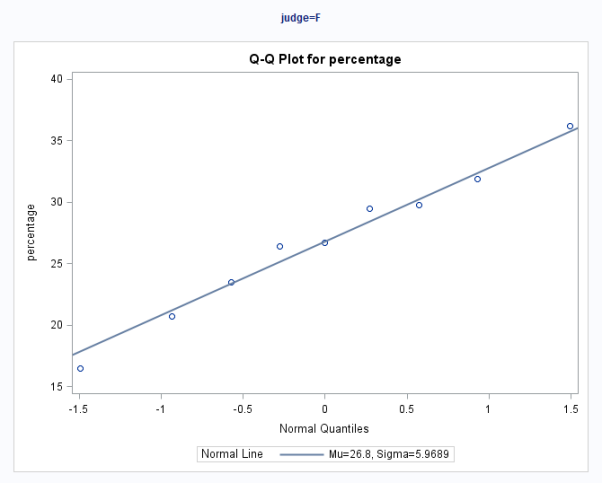 judge=F
Q-Q Plot for percentage
40
35
30
25
20
15
percentage
-1.5 -1 -0.5 0 0.5 1 1.5
Normal Quantiles
Normal Line Mu=26.8, Sigma=5.9689